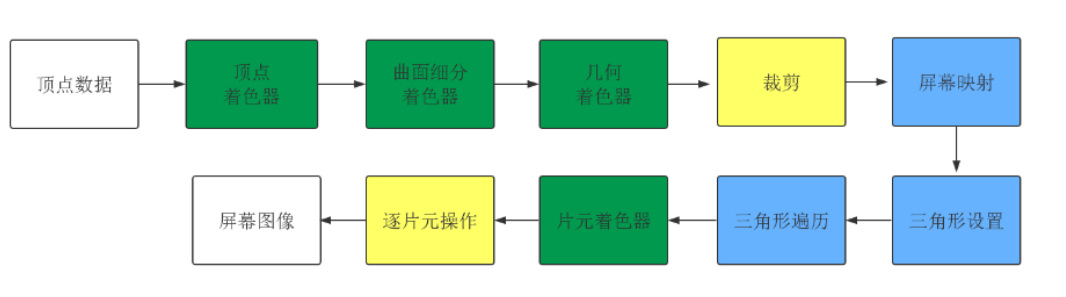 顶点数据
顶点
着色器
曲面细分
着色器
几何
着色器
裁剪
屏幕映射
三角形设置
三角形遍历
片元着色器
逐片元操作
屏幕图像